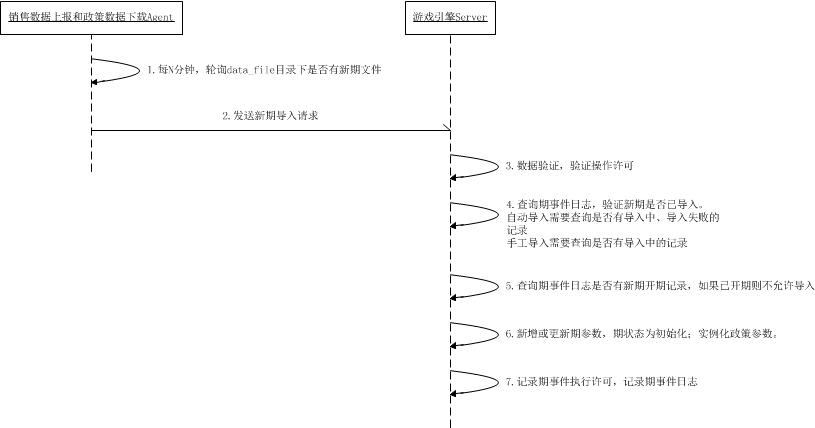 销售数据上报和政策数据下载Agent
游戏引擎Server
1.每N分钟，轮询data_file目录下是否有新期文件
2.发送新期导入请求
3.数据验证，验证操作许可
4.查询期事件日志，验证新期是否已导入。
自动导入需要查询是否有导入中、导入失败的
记录
手工导入需要查询是否有导入中的记录
5.查询期事件日志是否有新期开期记录，如果已开期则不允许导入
6.新增或更新期参数，期状态为初始化；实例化政策参数。
7.记录期事件执行许可，记录期事件日志